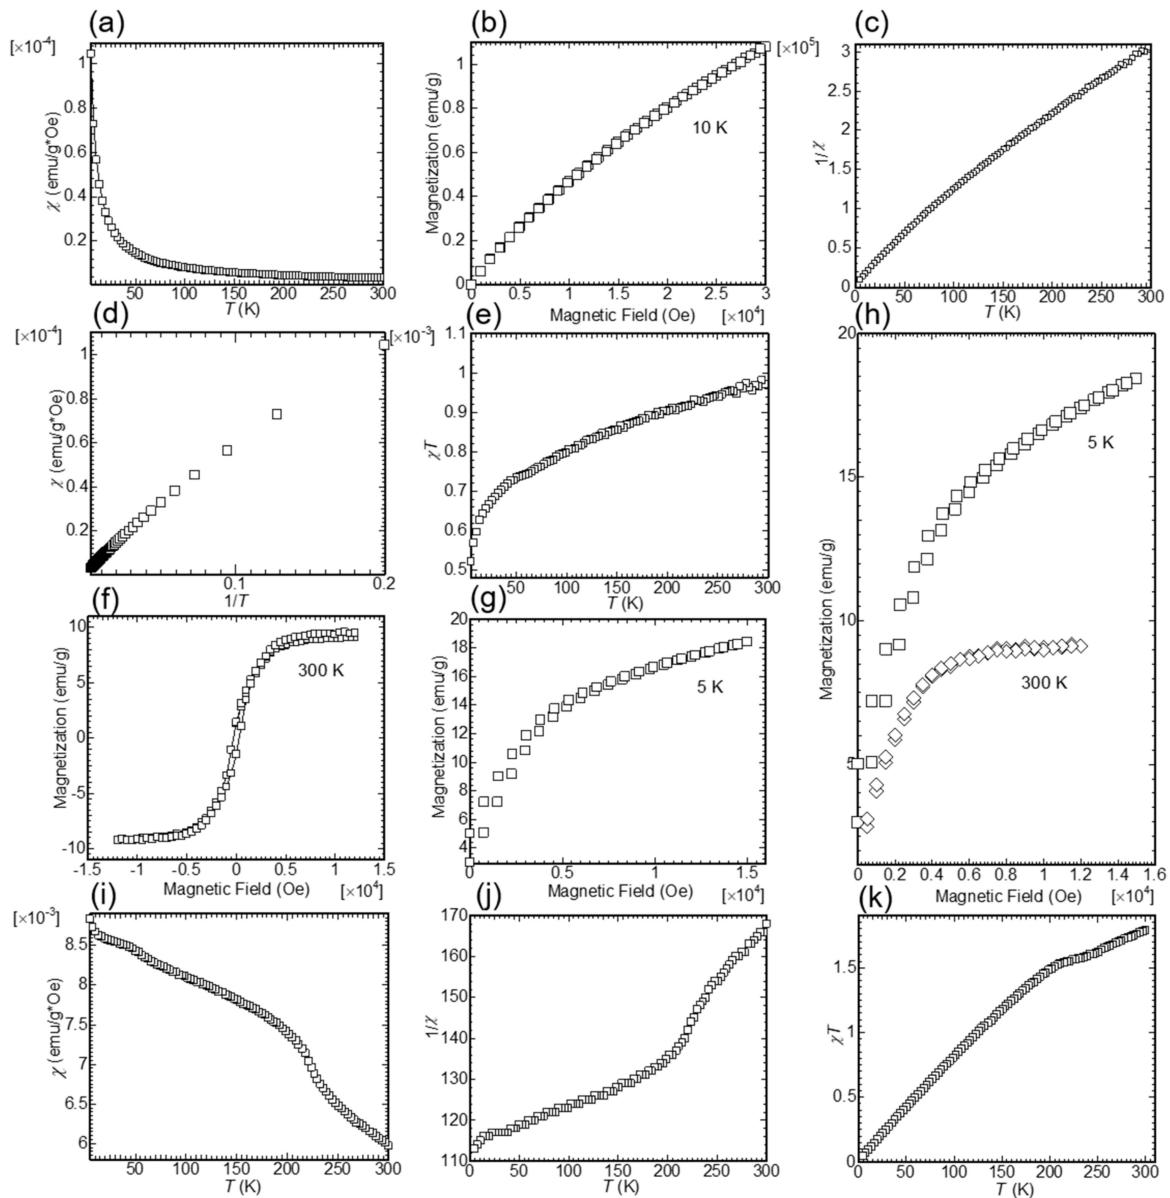 (a)
[×10⁻⁴]
1
0.8
0.6
0.4
0.2
χ (emu/g*Oe)
50 100 150 200 250 300
T (K)
(b)
1
0.8
0.6
0.4
0.2
0
Magnetization (emu/g)
10 K
0 0.5 1 1.5 2 2.5 3
Magnetic Field (Oe) [×10⁴]
(c)
[×10⁵]
3
2.5
2
1.5
1
0.5
0
1/χ
0 50 100 150 200 250 300
T (K)
(d)
[×10⁻⁴]
1
0.8
0.6
0.4
0.2
χ (emu/g*Oe)
0.1 0.2
1/T
(e)
[×10⁻³]
1.1
1
0.9
0.8
0.7
0.6
0.5
χT
50 100 150 200 250 300
T (K)
(h)
20
15
10
5
Magnetization (emu/g)
5 K
300 K
0 0.2 0.4 0.6 0.8 1.0 1.2 1.4 1.6
Magnetic Field (Oe) [×10⁴]
(f)
10
5
0
-5
-10
Magnetization (emu/g)
300 K
-1.5 -1 -0.5 0 0.5 1 1.5
Magnetic Field (Oe) [×10⁴]
(g)
20
18
16
14
12
10
8
6
4
Magnetization (emu/g)
5 K
0 0.5 1 1.5
Magnetic Field (Oe) [×10⁴]
(i)
[×10⁻³]
8.5
8
7.5
7
6.5
6
χ (emu/g*Oe)
50 100 150 200 250 300
T (K)
(j)
170
160
150
140
130
120
110
1/χ
0 50 100 150 200 250 300
T (K)
(k)
1.5
1
0.5
0
χT
0 50 100 150 200 250 300
T (K)